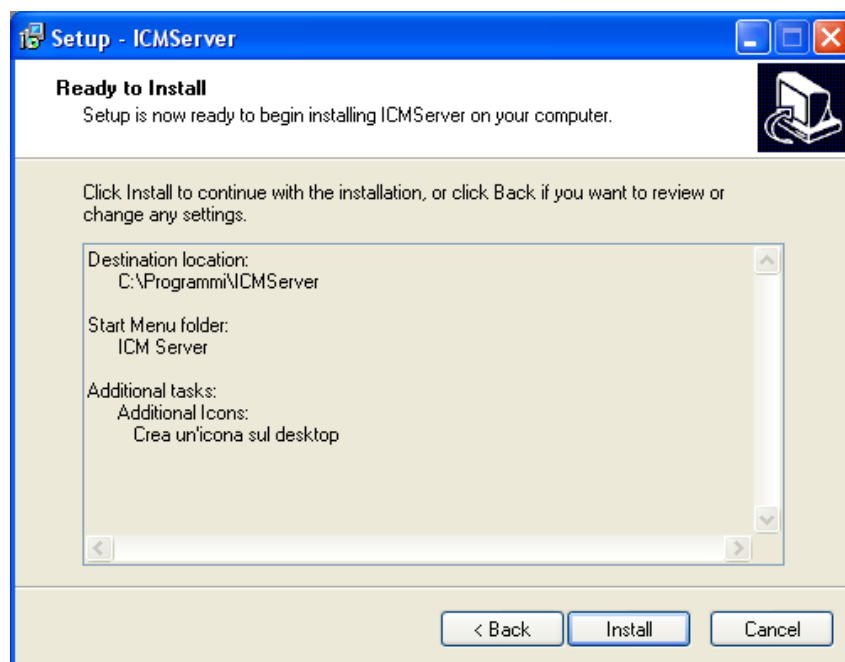 Setup - ICMServer
Ready to Install
Setup is now ready to begin installing ICMServer on your computer.
Click Install to continue with the installation, or click Back if you want to review or
change any settings.
Destination location:
C:\Programmi\ICMServer
Start Menu folder:
ICM Server
Additional tasks:
Additional Icons:
Crea un'icona sul desktop
< Back
Install
Cancel